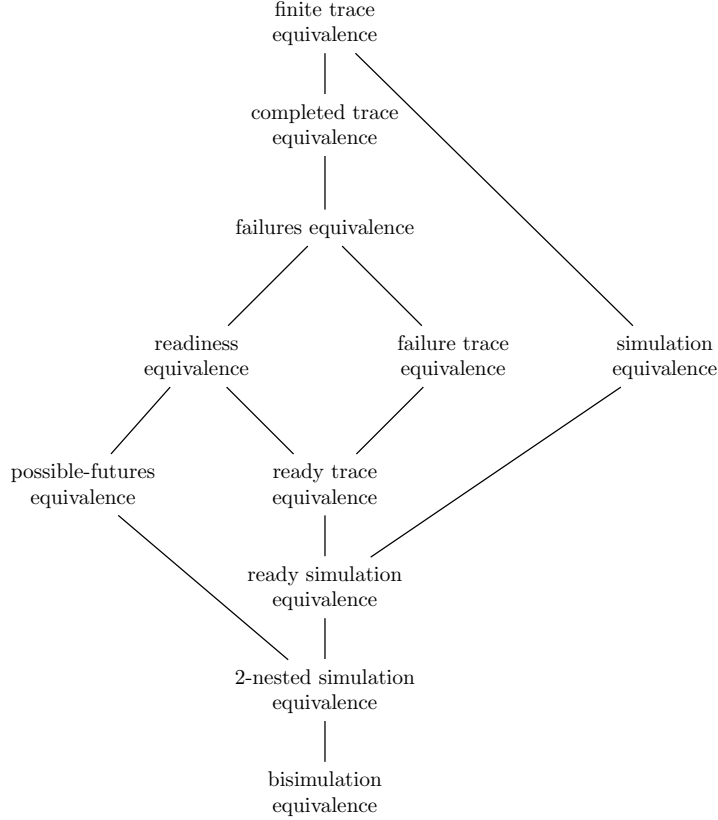 finite trace
equivalence
completed trace
equivalence
failures equivalence
readiness
equivalence
failure trace
equivalence
simulation
equivalence
possible-futures
equivalence
ready trace
equivalence
ready simulation
equivalence
2-nested simulation
equivalence
bisimulation
equivalence